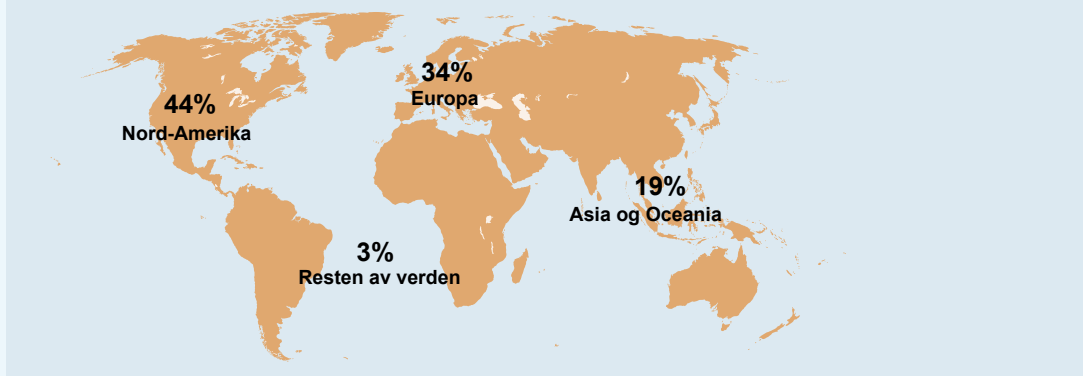 34%
Europa
44%
Nord-Amerika
19%
Asia og Oceania
3%
Resten av verden